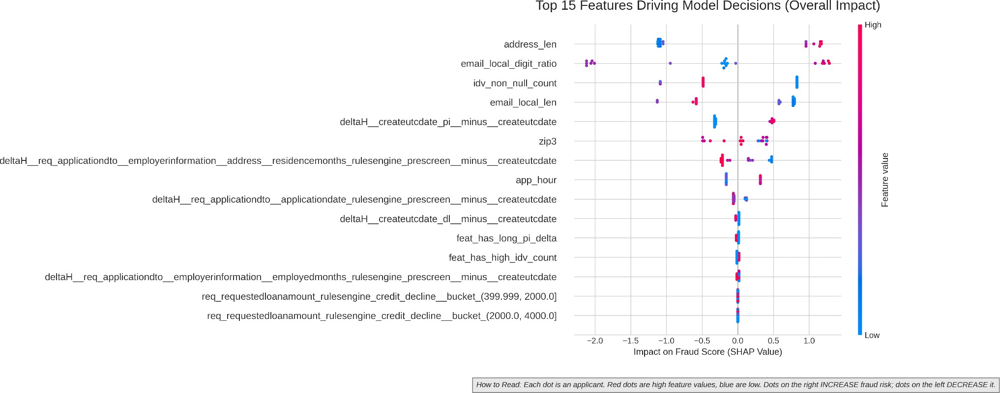 Top 15 Features Driving Model Decisions (Overall Impact)
High
address_len
email_local_digit_ratio
idv_non_null_count
email_local_len
deltaH__createutcdate_pi__minus__createutcdate
zip3
deltaH__req_applicationdto__employerinformation__address__residencemonths_rulesengine_prescreen__minus__createutcdate
app_hour
deltaH__req_applicationdto__applicationdate_rulesengine_prescreen__minus__createutcdate
deltaH__createutcdate_dl__minus__createutcdate
feat_has_long_pi_delta
feat_has_high_idv_count
deltaH__req_applicationdto__employerinformation__employedmonths_rulesengine_prescreen__minus__createutcdate
req_requestedloanamount_rulesengine_credit_decline__bucket_(399.999, 2000.0]
req_requestedloanamount_rulesengine_credit_decline__bucket_(2000.0, 4000.0]
Feature value
Low
−2.0 −1.5 −1.0 −0.5 0.0 0.5 1.0
Impact on Fraud Score (SHAP Value)
How to Read: Each dot is an applicant. Red dots are high feature values, blue are low. Dots on the right INCREASE fraud risk; dots on the left DECREASE it.